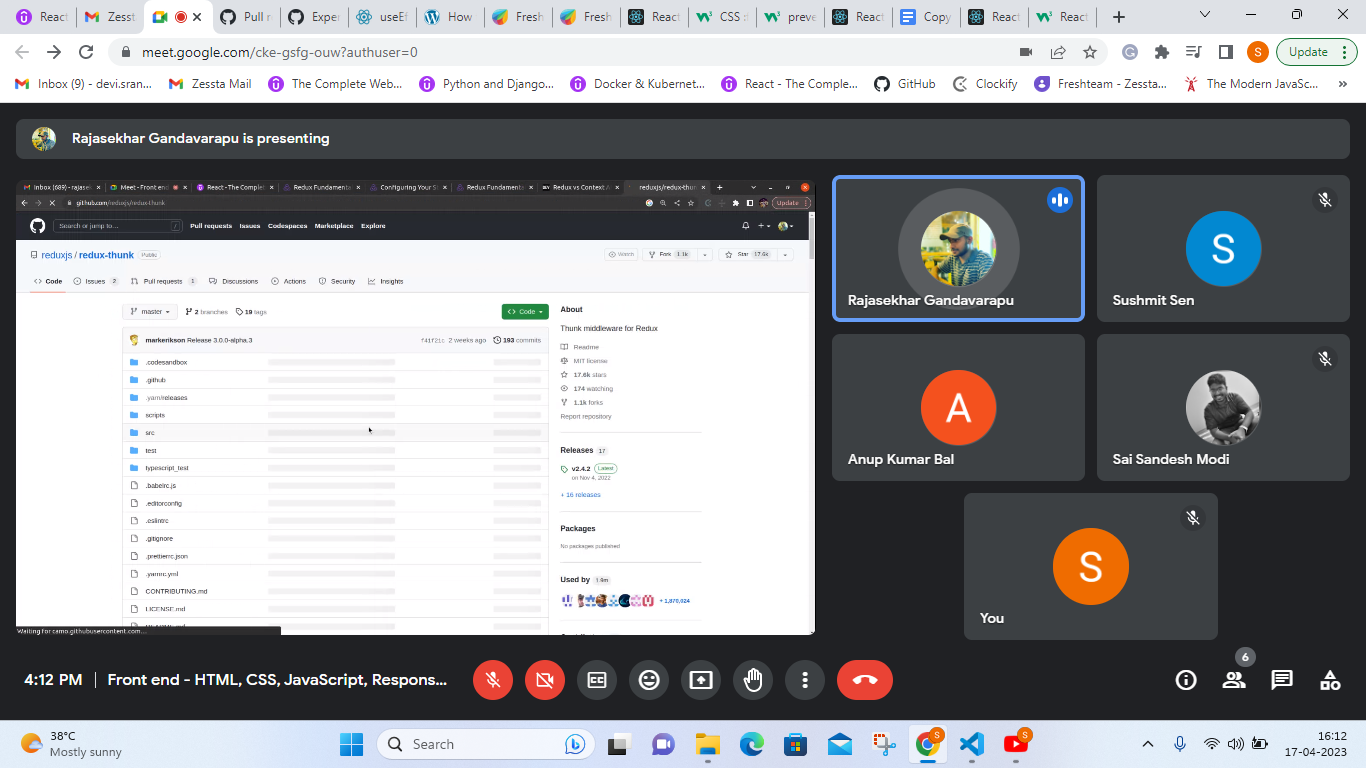 React
Zesst
Pull r
Exper
useEf
How
Fresh
Fresh
React
CSS :
preve
React
Copy
React
React
meet.google.com/cke-gsfg-ouw?authuser=0
S
Update
Inbox (9) - devi.sran...
Zessta Mail
The Complete Web...
Python and Django...
Docker & Kubernet...
React - The Comple...
GitHub
Clockify
Freshteam - Zessta...
The Modern JavaSc...
»
Rajasekhar Gandavarapu is presenting
Inbox (689) - rajasek
Meet - Front end
React - The Complet
Redux Fundamenta
Configuring Your S
Redux Fundamenta
Redux vs Context A
reduxjs/redux-thun
github.com/reduxjs/redux-thunk
Update
Search or jump to...
/
Pull requests
Issues
Codespaces
Marketplace
Explore
reduxjs / redux-thunk
Public
Watch
Fork 1.1k
Star 17.6k
Code
Issues 2
Pull requests 1
Discussions
Actions
Security
Insights
master
2 branches
19 tags
Code
markerikson Release 3.0.0-alpha.3
f41f21c 2 weeks ago
193 commits
.codesandbox
.github
.yarn/releases
scripts
src
test
typescript_test
.babelrc.js
.editorconfig
.eslintrc
.gitignore
.prettierrc.json
.yarnrc.yml
CONTRIBUTING.md
LICENSE.md
README.md
Waiting for camo.githubusercontent.com...
About
Thunk middleware for Redux
Readme
MIT license
17.6k stars
174 watching
1.1k forks
Report repository
Releases 17
v2.4.2 Latest
on Nov 4, 2022
+ 16 releases
Packages
No packages published
Used by 1.9m
+ 1,870,024
Rajasekhar Gandavarapu
S
Sushmit Sen
A
Anup Kumar Bal
Sai Sandesh Modi
S
You
4:12 PM | Front end - HTML, CSS, JavaScript, Respons...
6
38°C
Mostly sunny
Search
S
S
16:12
17-04-2023